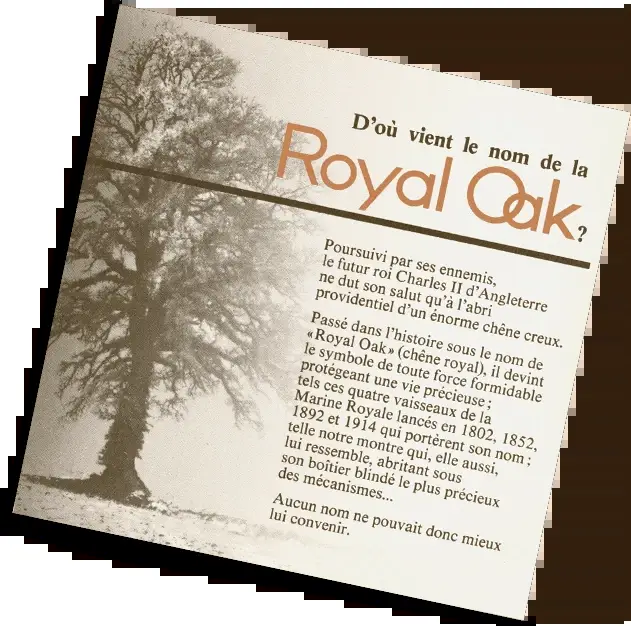 D'où vient le nom de la
Royal Oak?
Poursuivi par ses ennemis,
le futur roi Charles II d'Angleterre
ne dut son salut qu'à l'abri
providentiel d'un énorme chêne creux.
Passé dans l'histoire sous le nom de
«Royal Oak» (chêne royal), il devint
le symbole de toute force formidable
protégeant une vie précieuse;
tels ces quatre vaisseaux de la
Marine Royale lancés en 1802, 1852,
1892 et 1914 qui portèrent son nom;
telle notre montre qui, elle aussi,
lui ressemble, abritant sous
son boîtier blindé le plus précieux
des mécanismes...
Aucun nom ne pouvait donc mieux
lui convenir.